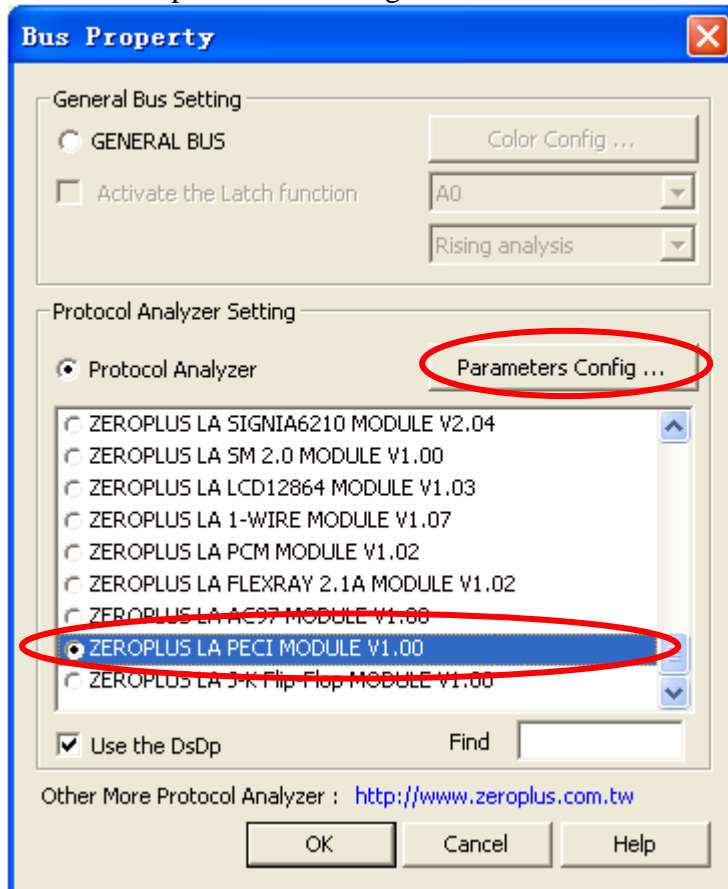 Bus Property
General Bus Setting
GENERAL BUS
Color Config ...
Activate the Latch function
A0
Rising analysis
Protocol Analyzer Setting
Protocol Analyzer
Parameters Config ...
ZEROPLUS LA SIGNIA6210 MODULE V2.04
ZEROPLUS LA SM 2.0 MODULE V1.00
ZEROPLUS LA LCD12864 MODULE V1.03
ZEROPLUS LA 1-WIRE MODULE V1.07
ZEROPLUS LA PCM MODULE V1.02
ZEROPLUS LA FLEXRAY 2.1A MODULE V1.02
ZEROPLUS LA AC97 MODULE V1.00
ZEROPLUS LA PECI MODULE V1.00
ZEROPLUS LA J-K Flip-Flop MODULE V1.00
Use the DsDp
Find
Other More Protocol Analyzer : http://www.zeroplus.com.tw
OK
Cancel
Help